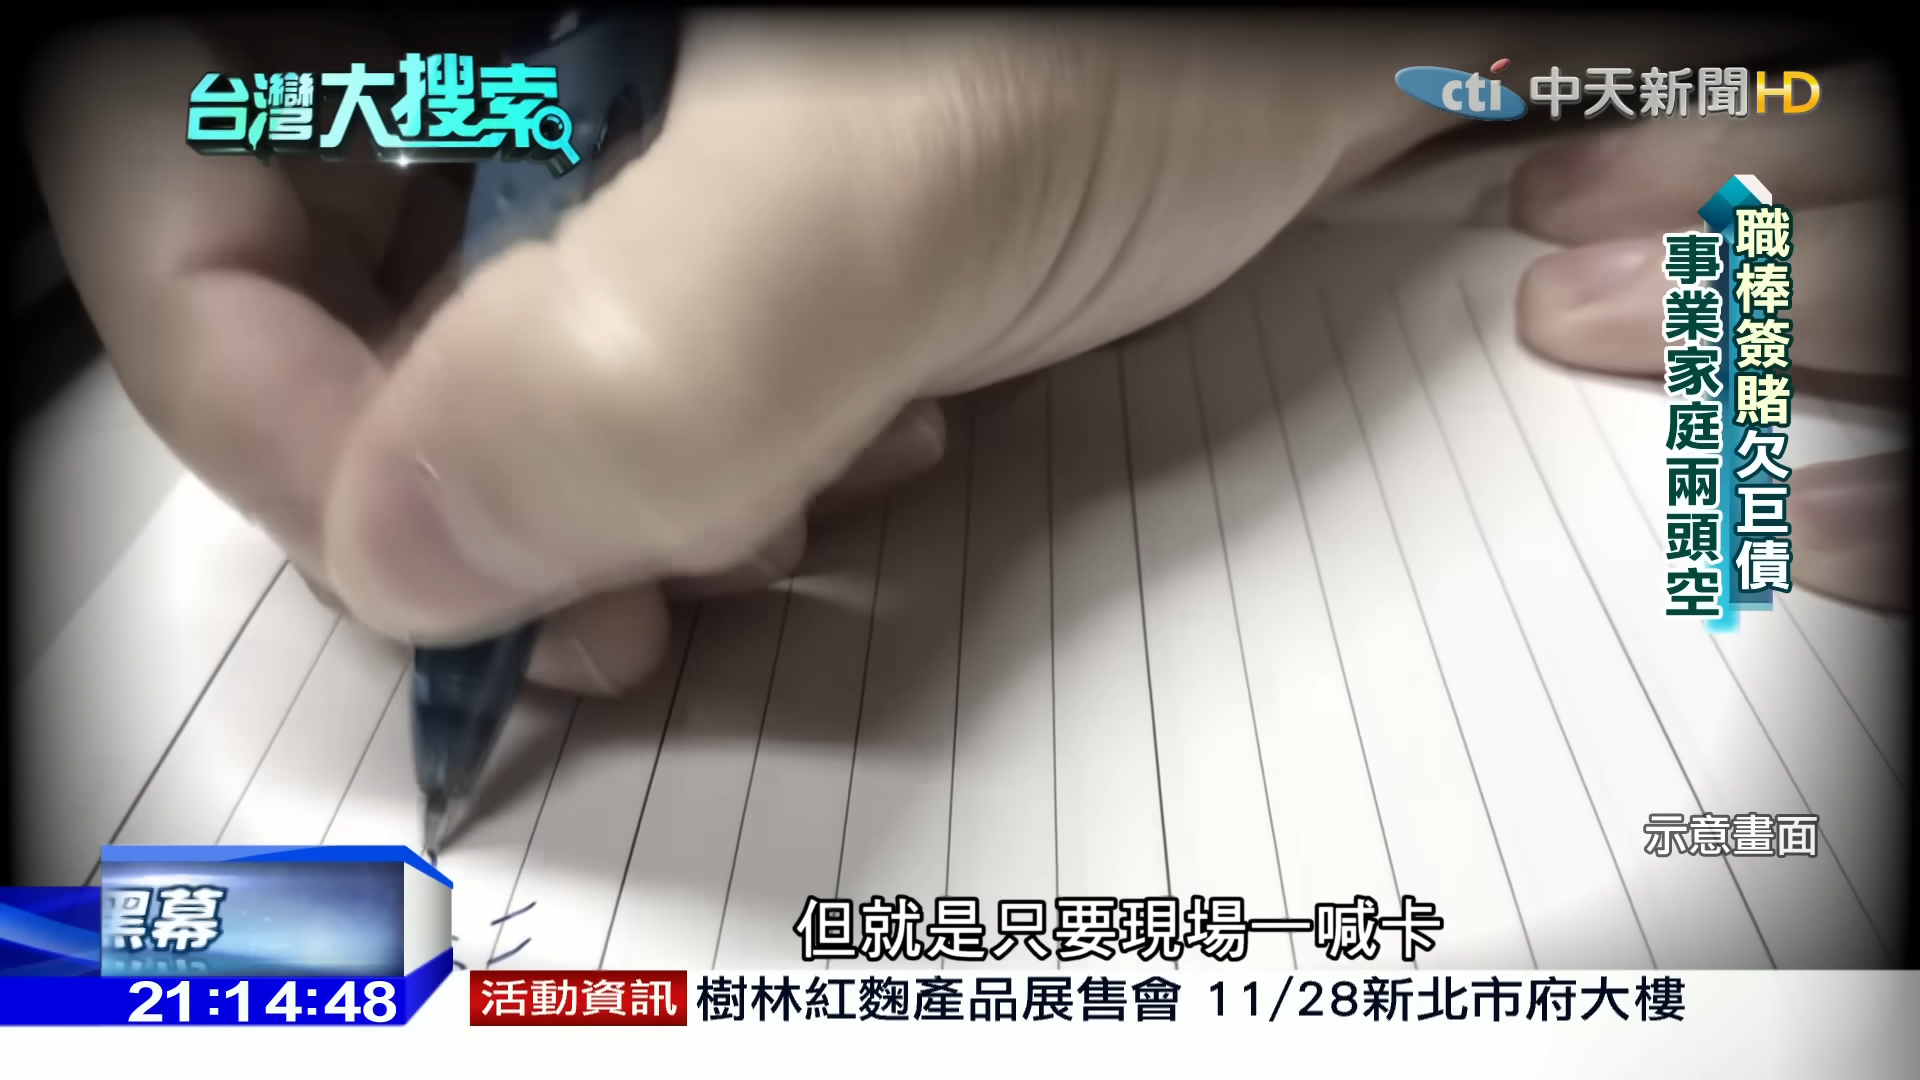 台灣大搜索
cti 中天新聞HD
職棒簽賭欠巨債
事業家庭兩頭空
示意畫面
但就是只要現場一喊卡
黑幕
21:14:48
活動資訊 樹林紅麴產品展售會 11/28新北市府大樓